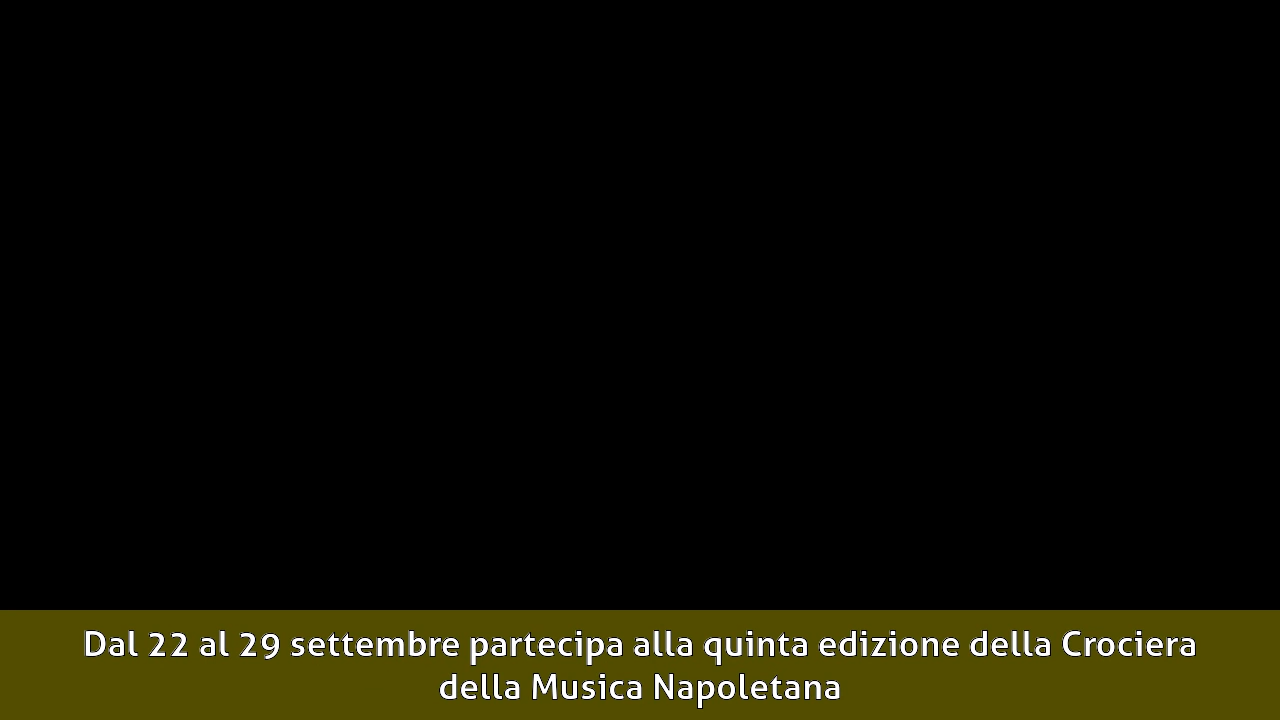 Dal 22 al 29 settembre partecipa alla quinta edizione della Crociera
della Musica Napoletana